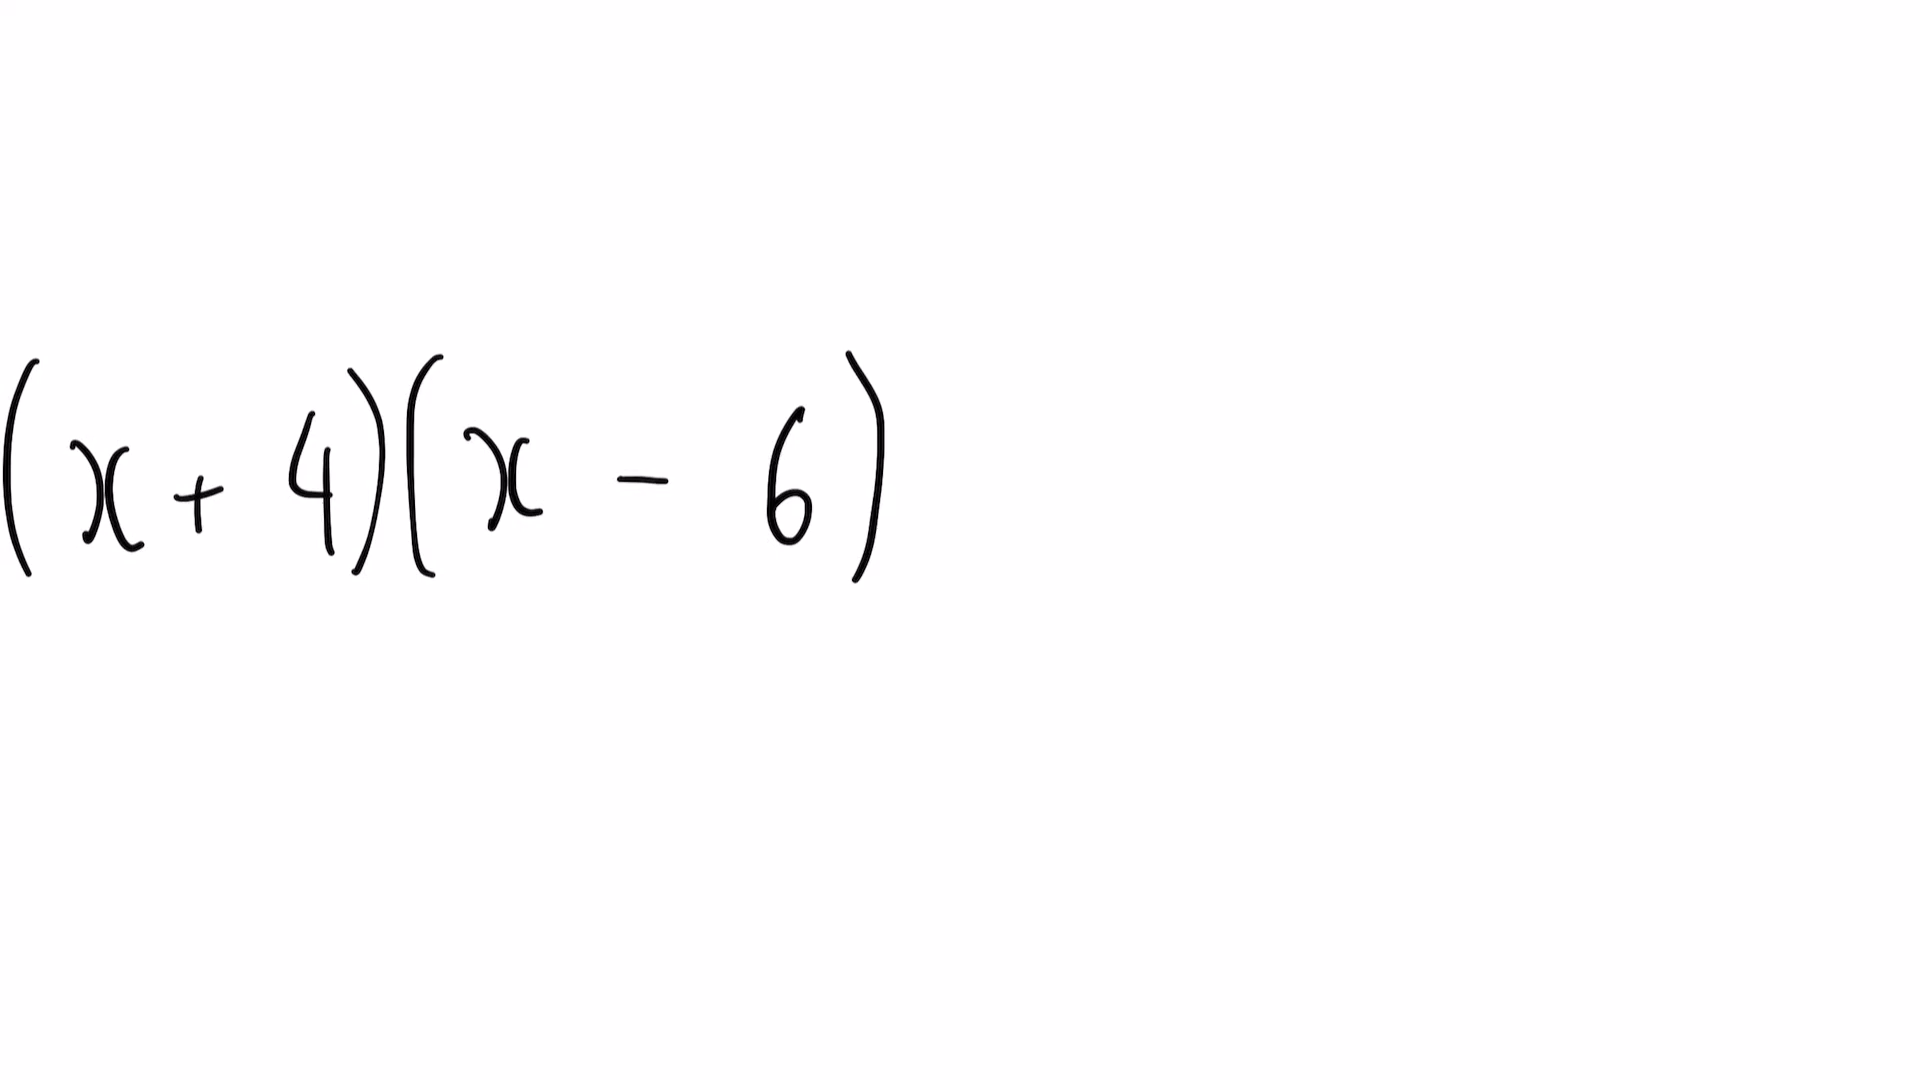 (x + 4)(x - 6)